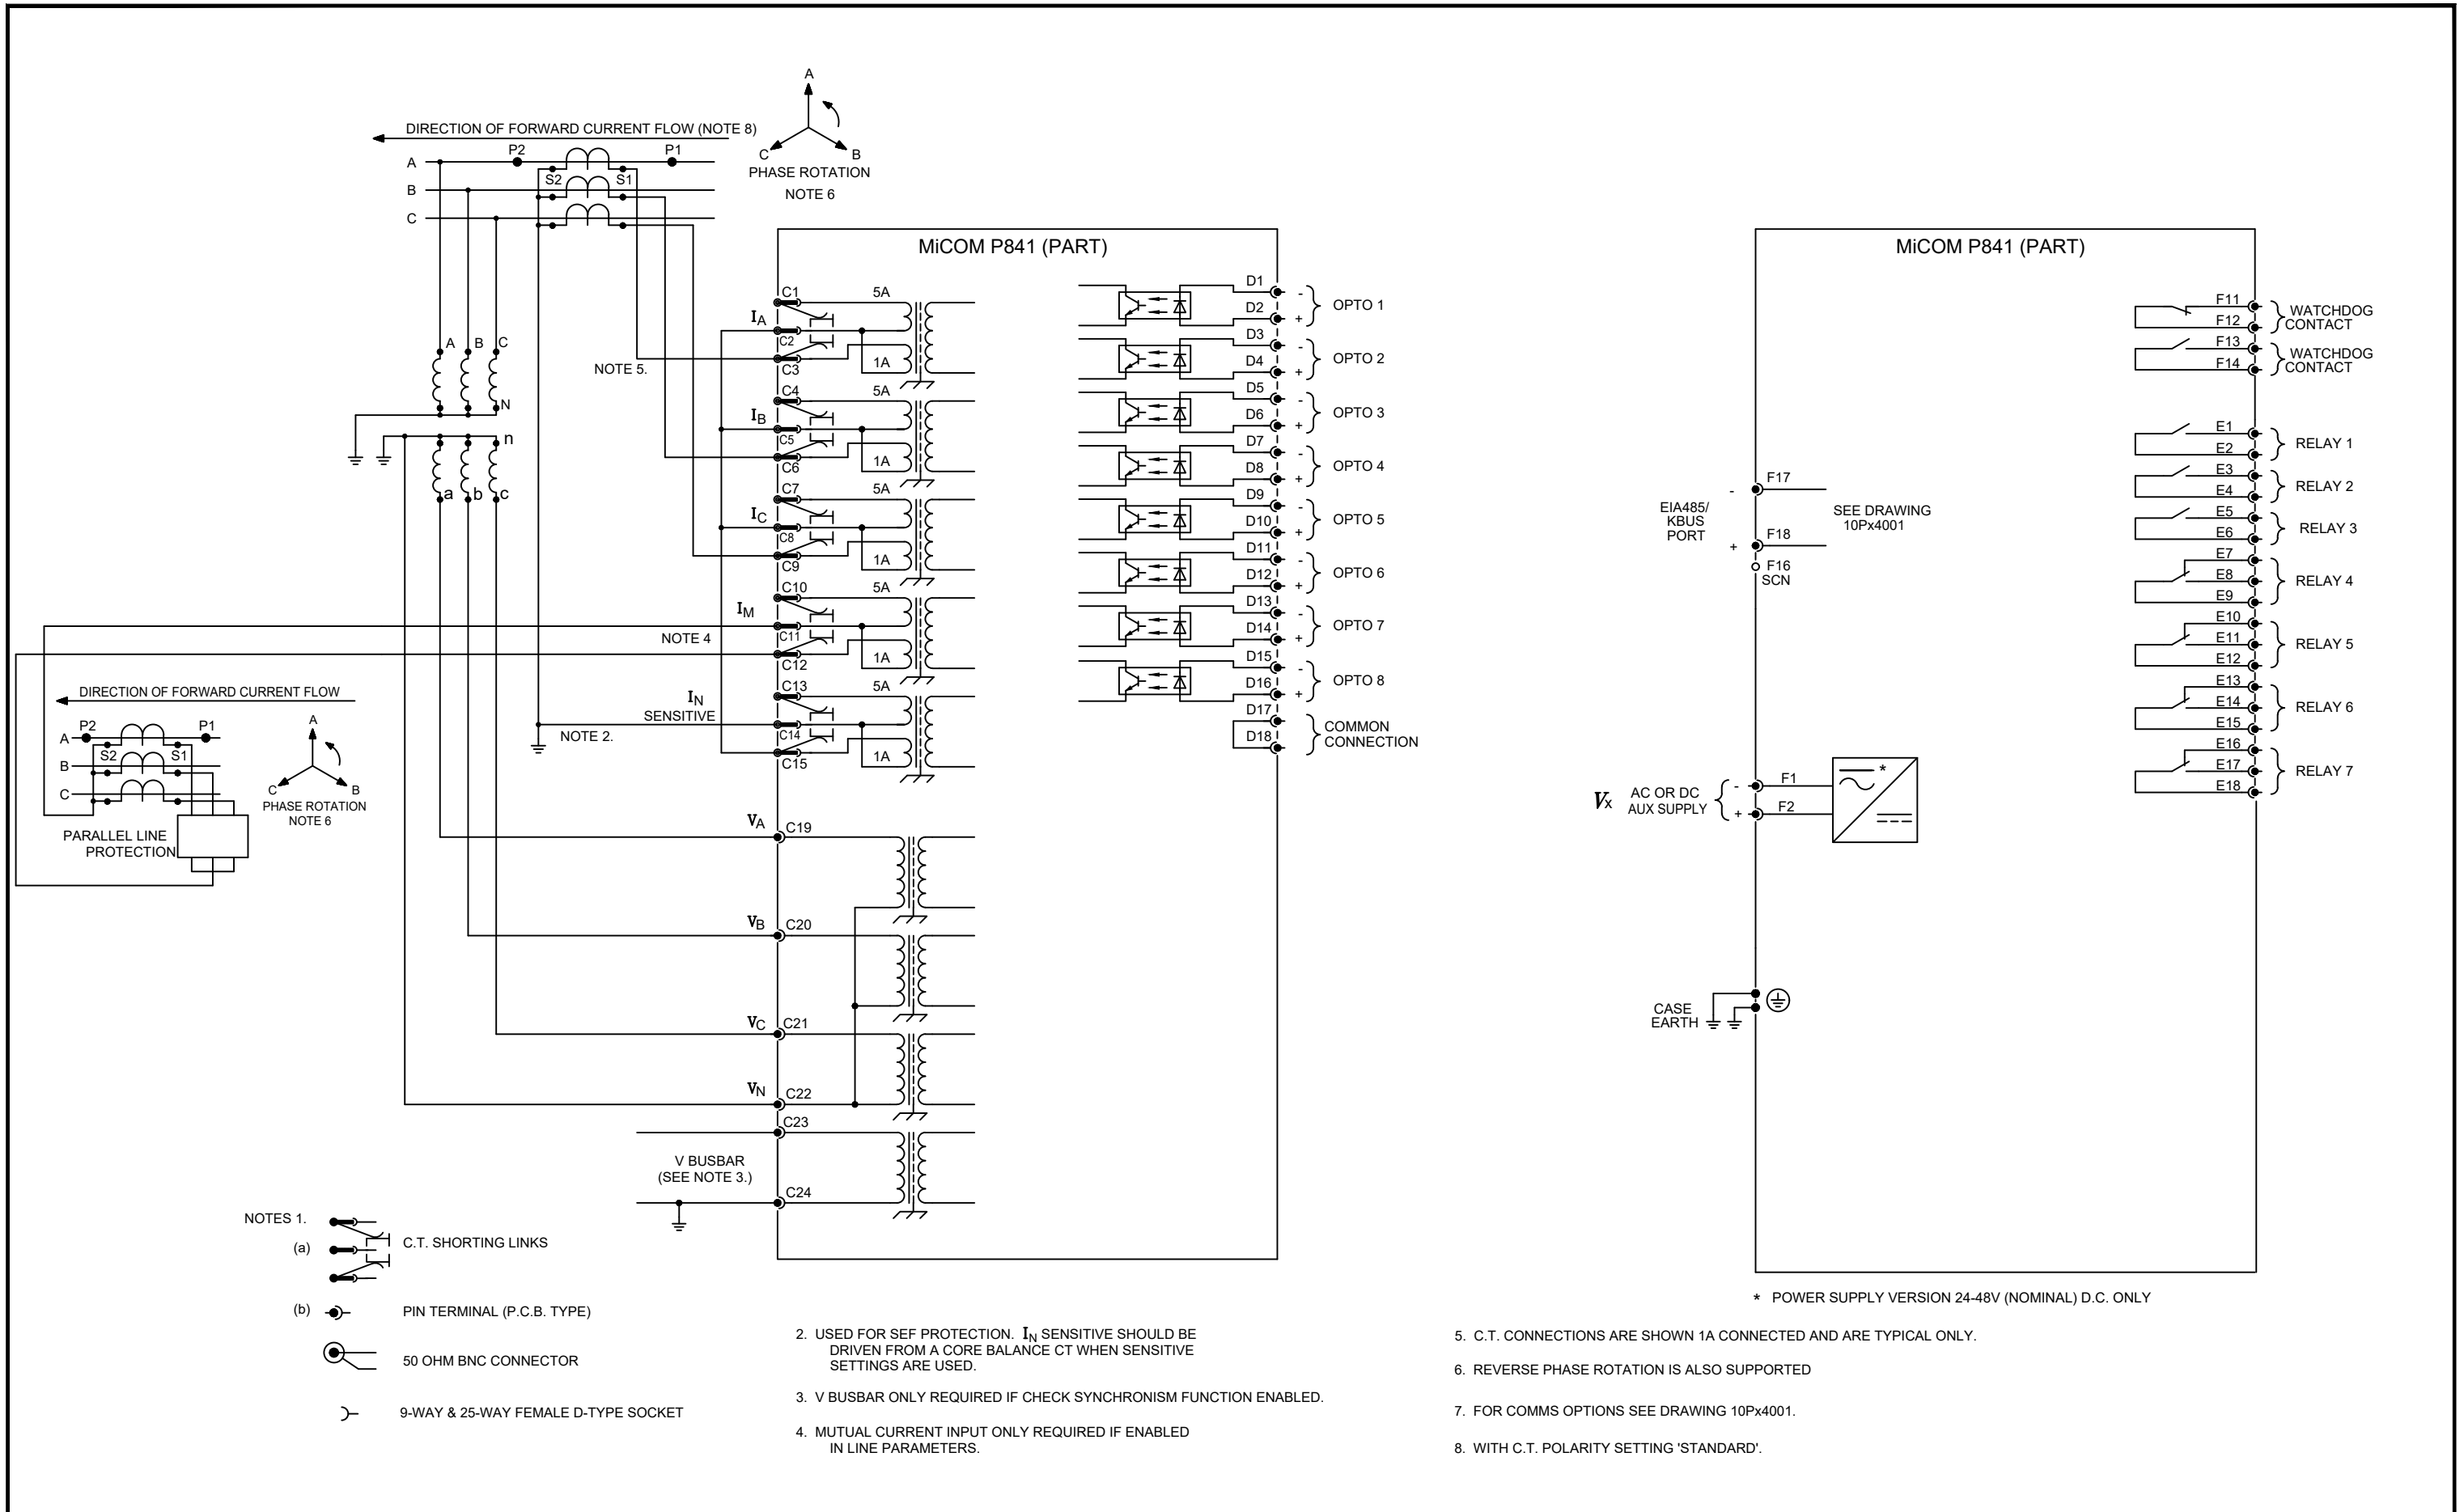 A
C
B
PHASE ROTATION
NOTE 6
DIRECTION OF FORWARD CURRENT FLOW (NOTE 8)
A
P2
P1
S2
S1
B
C
A
B
C
N
n
a
b
c
NOTE 5.
MiCOM P841 (PART)
C1
5A
IA
C2
C3
1A
C4
5A
IB
C5
C6
1A
C7
5A
IC
C8
C9
1A
C10
5A
IM
NOTE 4
C11
C12
1A
C13
5A
IN
SENSITIVE
NOTE 2.
C14
C15
1A
VA
C19
VB
C20
VC
C21
VN
C22
C23
V BUSBAR
(SEE NOTE 3.)
C24
D1
-
D2
+
OPTO 1
D3
-
D4
+
OPTO 2
D5
-
D6
+
OPTO 3
D7
-
D8
+
OPTO 4
D9
-
D10
+
OPTO 5
D11
-
D12
+
OPTO 6
D13
-
D14
+
OPTO 7
D15
-
D16
+
OPTO 8
D17
D18
COMMON
CONNECTION
DIRECTION OF FORWARD CURRENT FLOW
A
P2
P1
S2
S1
B
C
A
C
B
PHASE ROTATION
NOTE 6
PARALLEL LINE
PROTECTION
MiCOM P841 (PART)
F11
F12
WATCHDOG
CONTACT
F13
F14
WATCHDOG
CONTACT
E1
E2
RELAY 1
E3
E4
RELAY 2
E5
E6
RELAY 3
E7
E8
E9
RELAY 4
E10
E11
E12
RELAY 5
E13
E14
E15
RELAY 6
E16
E17
E18
RELAY 7
-
F17
EIA485/
KBUS
PORT
SEE DRAWING
10Px4001
+
F18
F16
SCN
Vx
AC OR DC
AUX SUPPLY
-
F1
+
F2
*
CASE
EARTH
* POWER SUPPLY VERSION 24-48V (NOMINAL) D.C. ONLY
NOTES 1.
(a)
C.T. SHORTING LINKS
(b)
PIN TERMINAL (P.C.B. TYPE)
50 OHM BNC CONNECTOR
9-WAY & 25-WAY FEMALE D-TYPE SOCKET
2. USED FOR SEF PROTECTION. IN SENSITIVE SHOULD BE
DRIVEN FROM A CORE BALANCE CT WHEN SENSITIVE
SETTINGS ARE USED.
3. V BUSBAR ONLY REQUIRED IF CHECK SYNCHRONISM FUNCTION ENABLED.
4. MUTUAL CURRENT INPUT ONLY REQUIRED IF ENABLED
IN LINE PARAMETERS.
5. C.T. CONNECTIONS ARE SHOWN 1A CONNECTED AND ARE TYPICAL ONLY.
6. REVERSE PHASE ROTATION IS ALSO SUPPORTED
7. FOR COMMS OPTIONS SEE DRAWING 10Px4001.
8. WITH C.T. POLARITY SETTING 'STANDARD'.